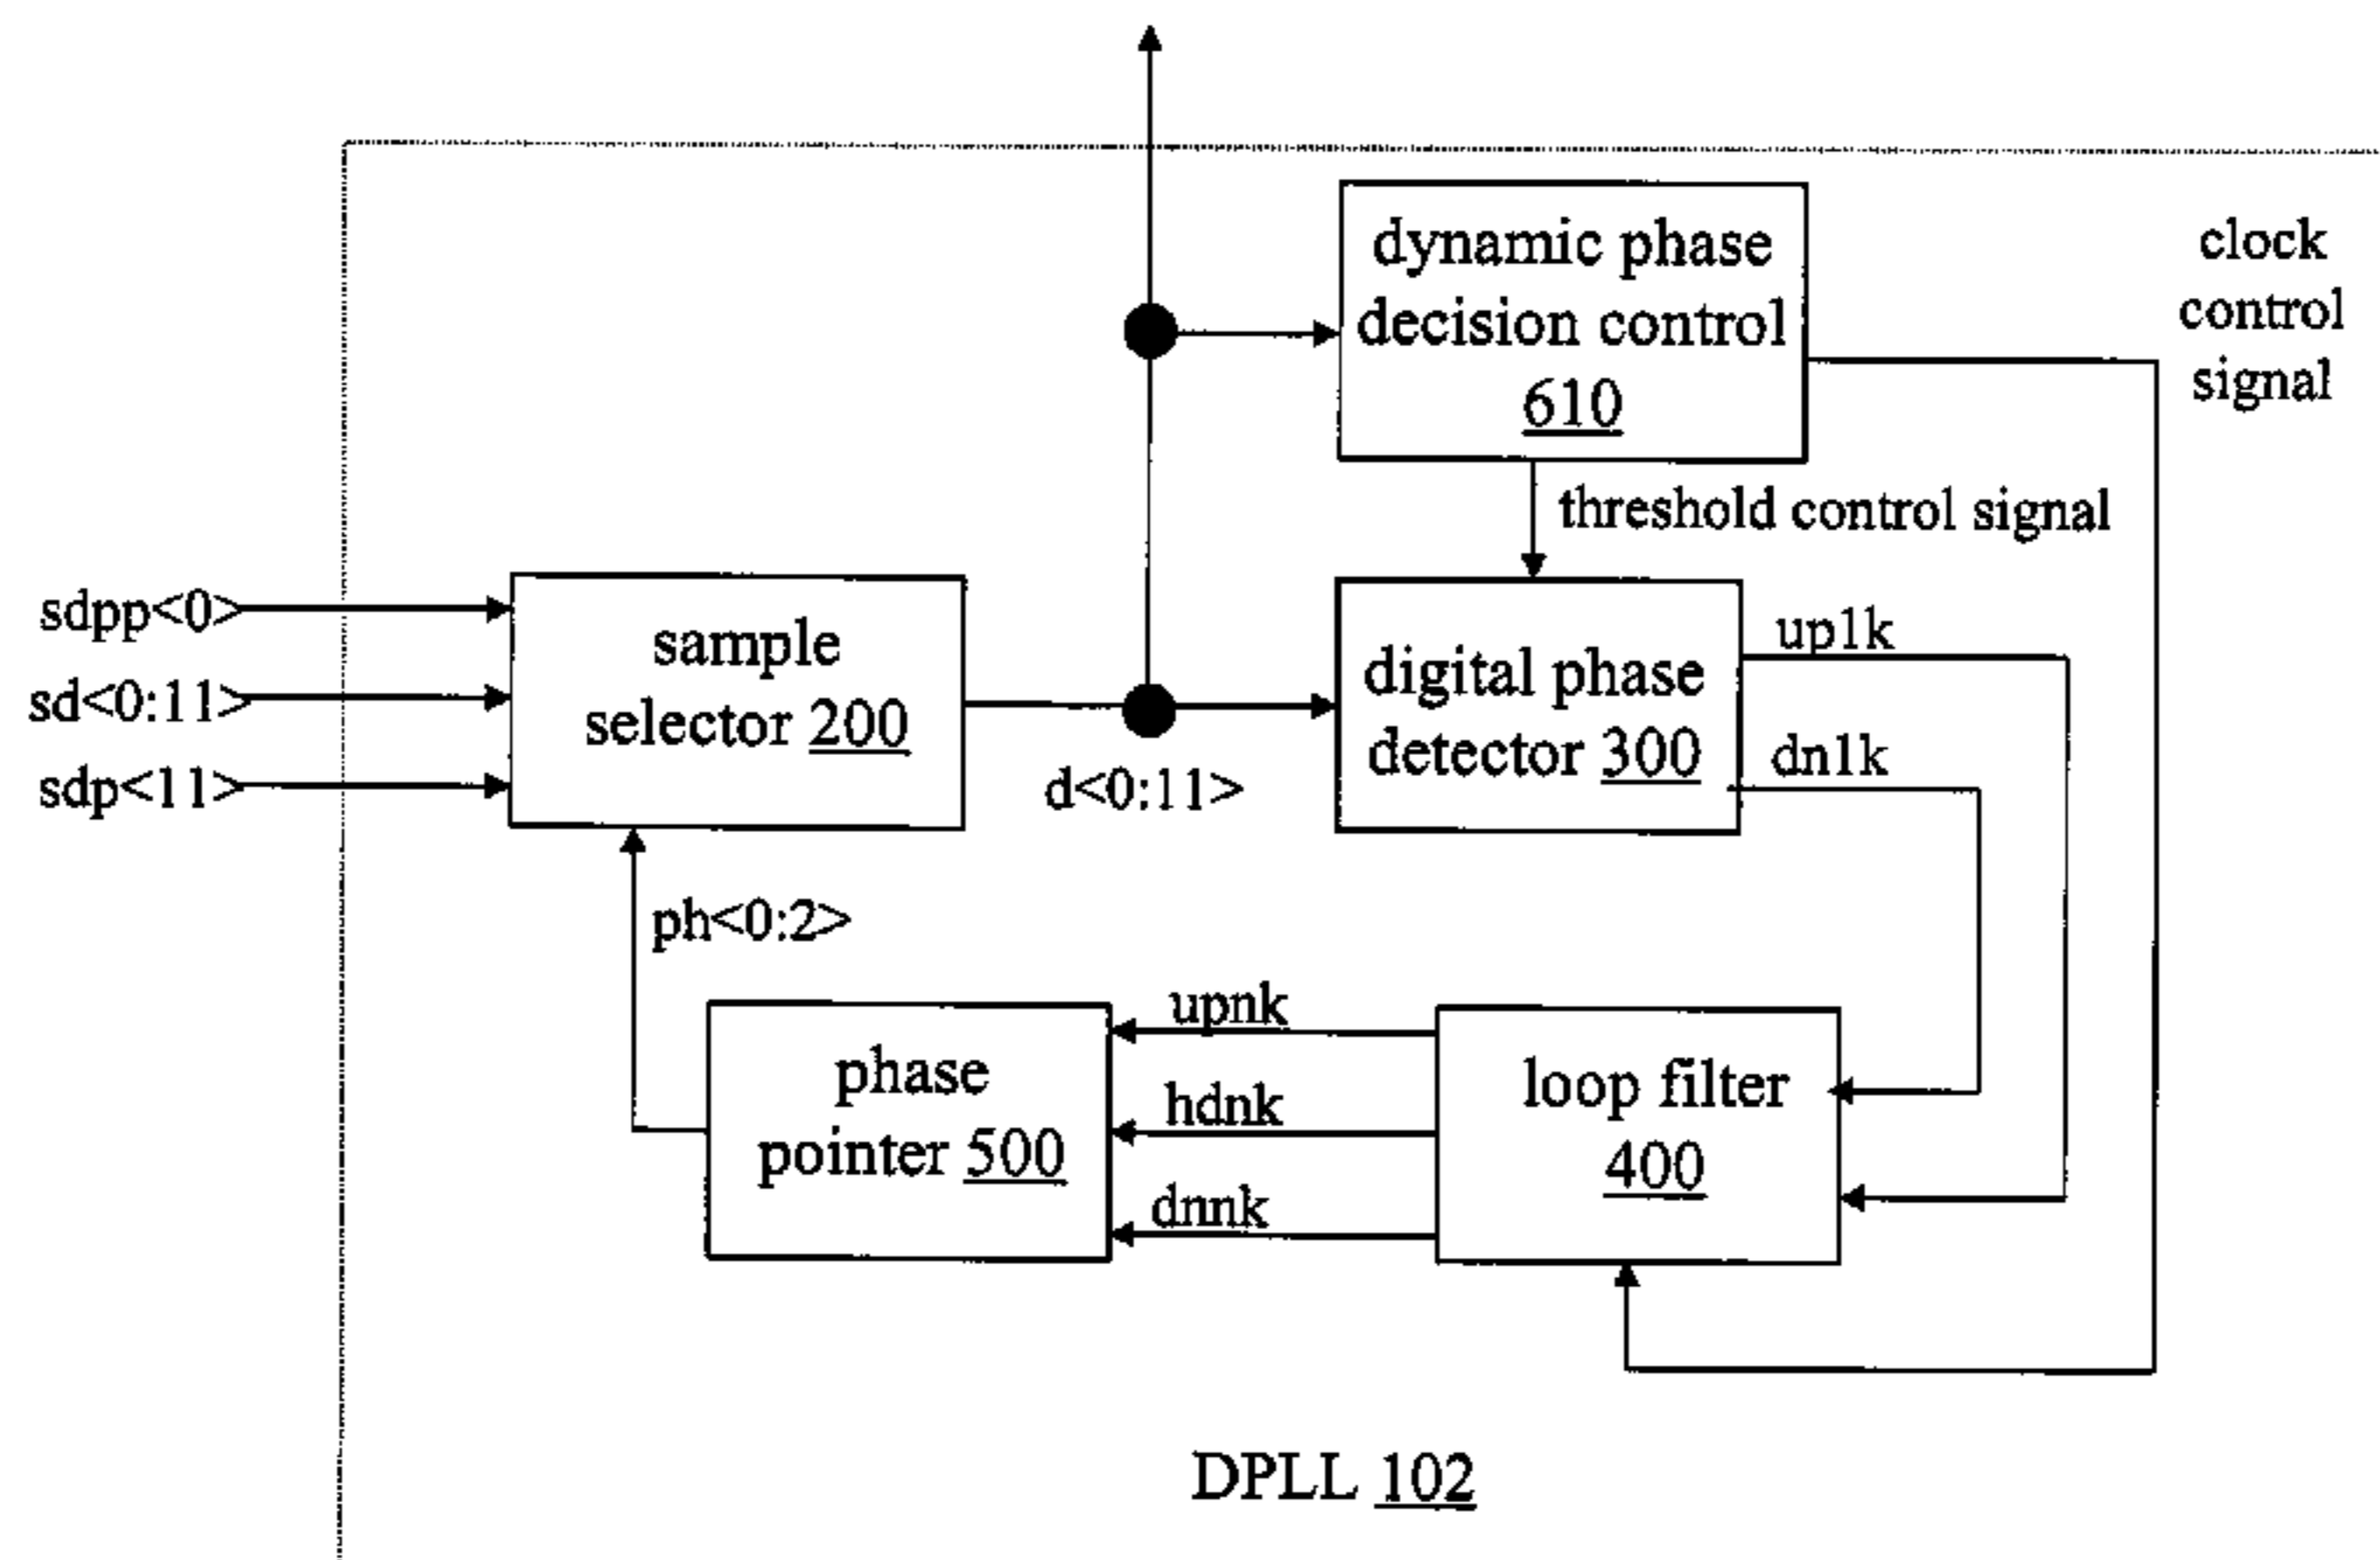 dynamic phase
decision control
610
clock
control
signal
threshold control signal
sdpp<0>
sd<0:11>
sdp<11>
sample
selector 200
d<0:11>
digital phase
detector 300
up1k
dn1k
ph<0:2>
phase
pointer 500
upnk
hdnk
dnnk
loop filter
400
DPLL 102